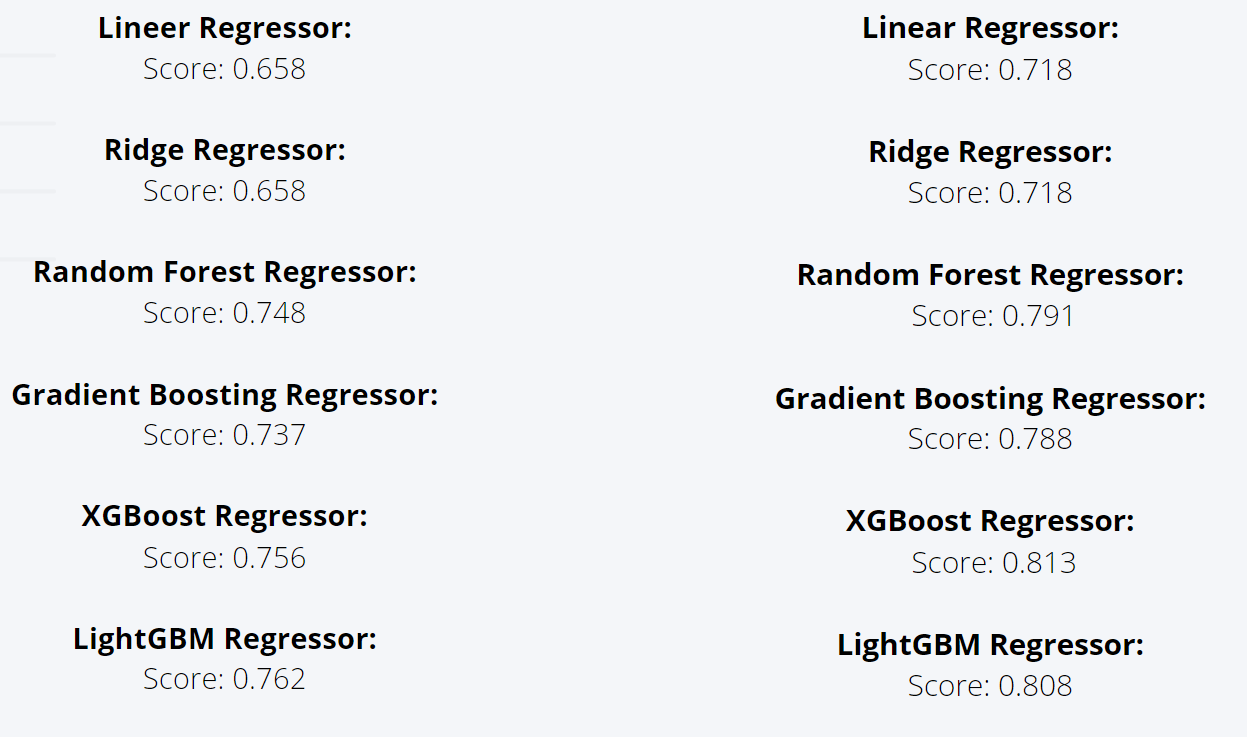 Lineer Regressor:
Score: 0.658
Ridge Regressor:
Score: 0.658
Random Forest Regressor:
Score: 0.748
Gradient Boosting Regressor:
Score: 0.737
XGBoost Regressor:
Score: 0.756
LightGBM Regressor:
Score: 0.762
Linear Regressor:
Score: 0.718
Ridge Regressor:
Score: 0.718
Random Forest Regressor:
Score: 0.791
Gradient Boosting Regressor:
Score: 0.788
XGBoost Regressor:
Score: 0.813
LightGBM Regressor:
Score: 0.808